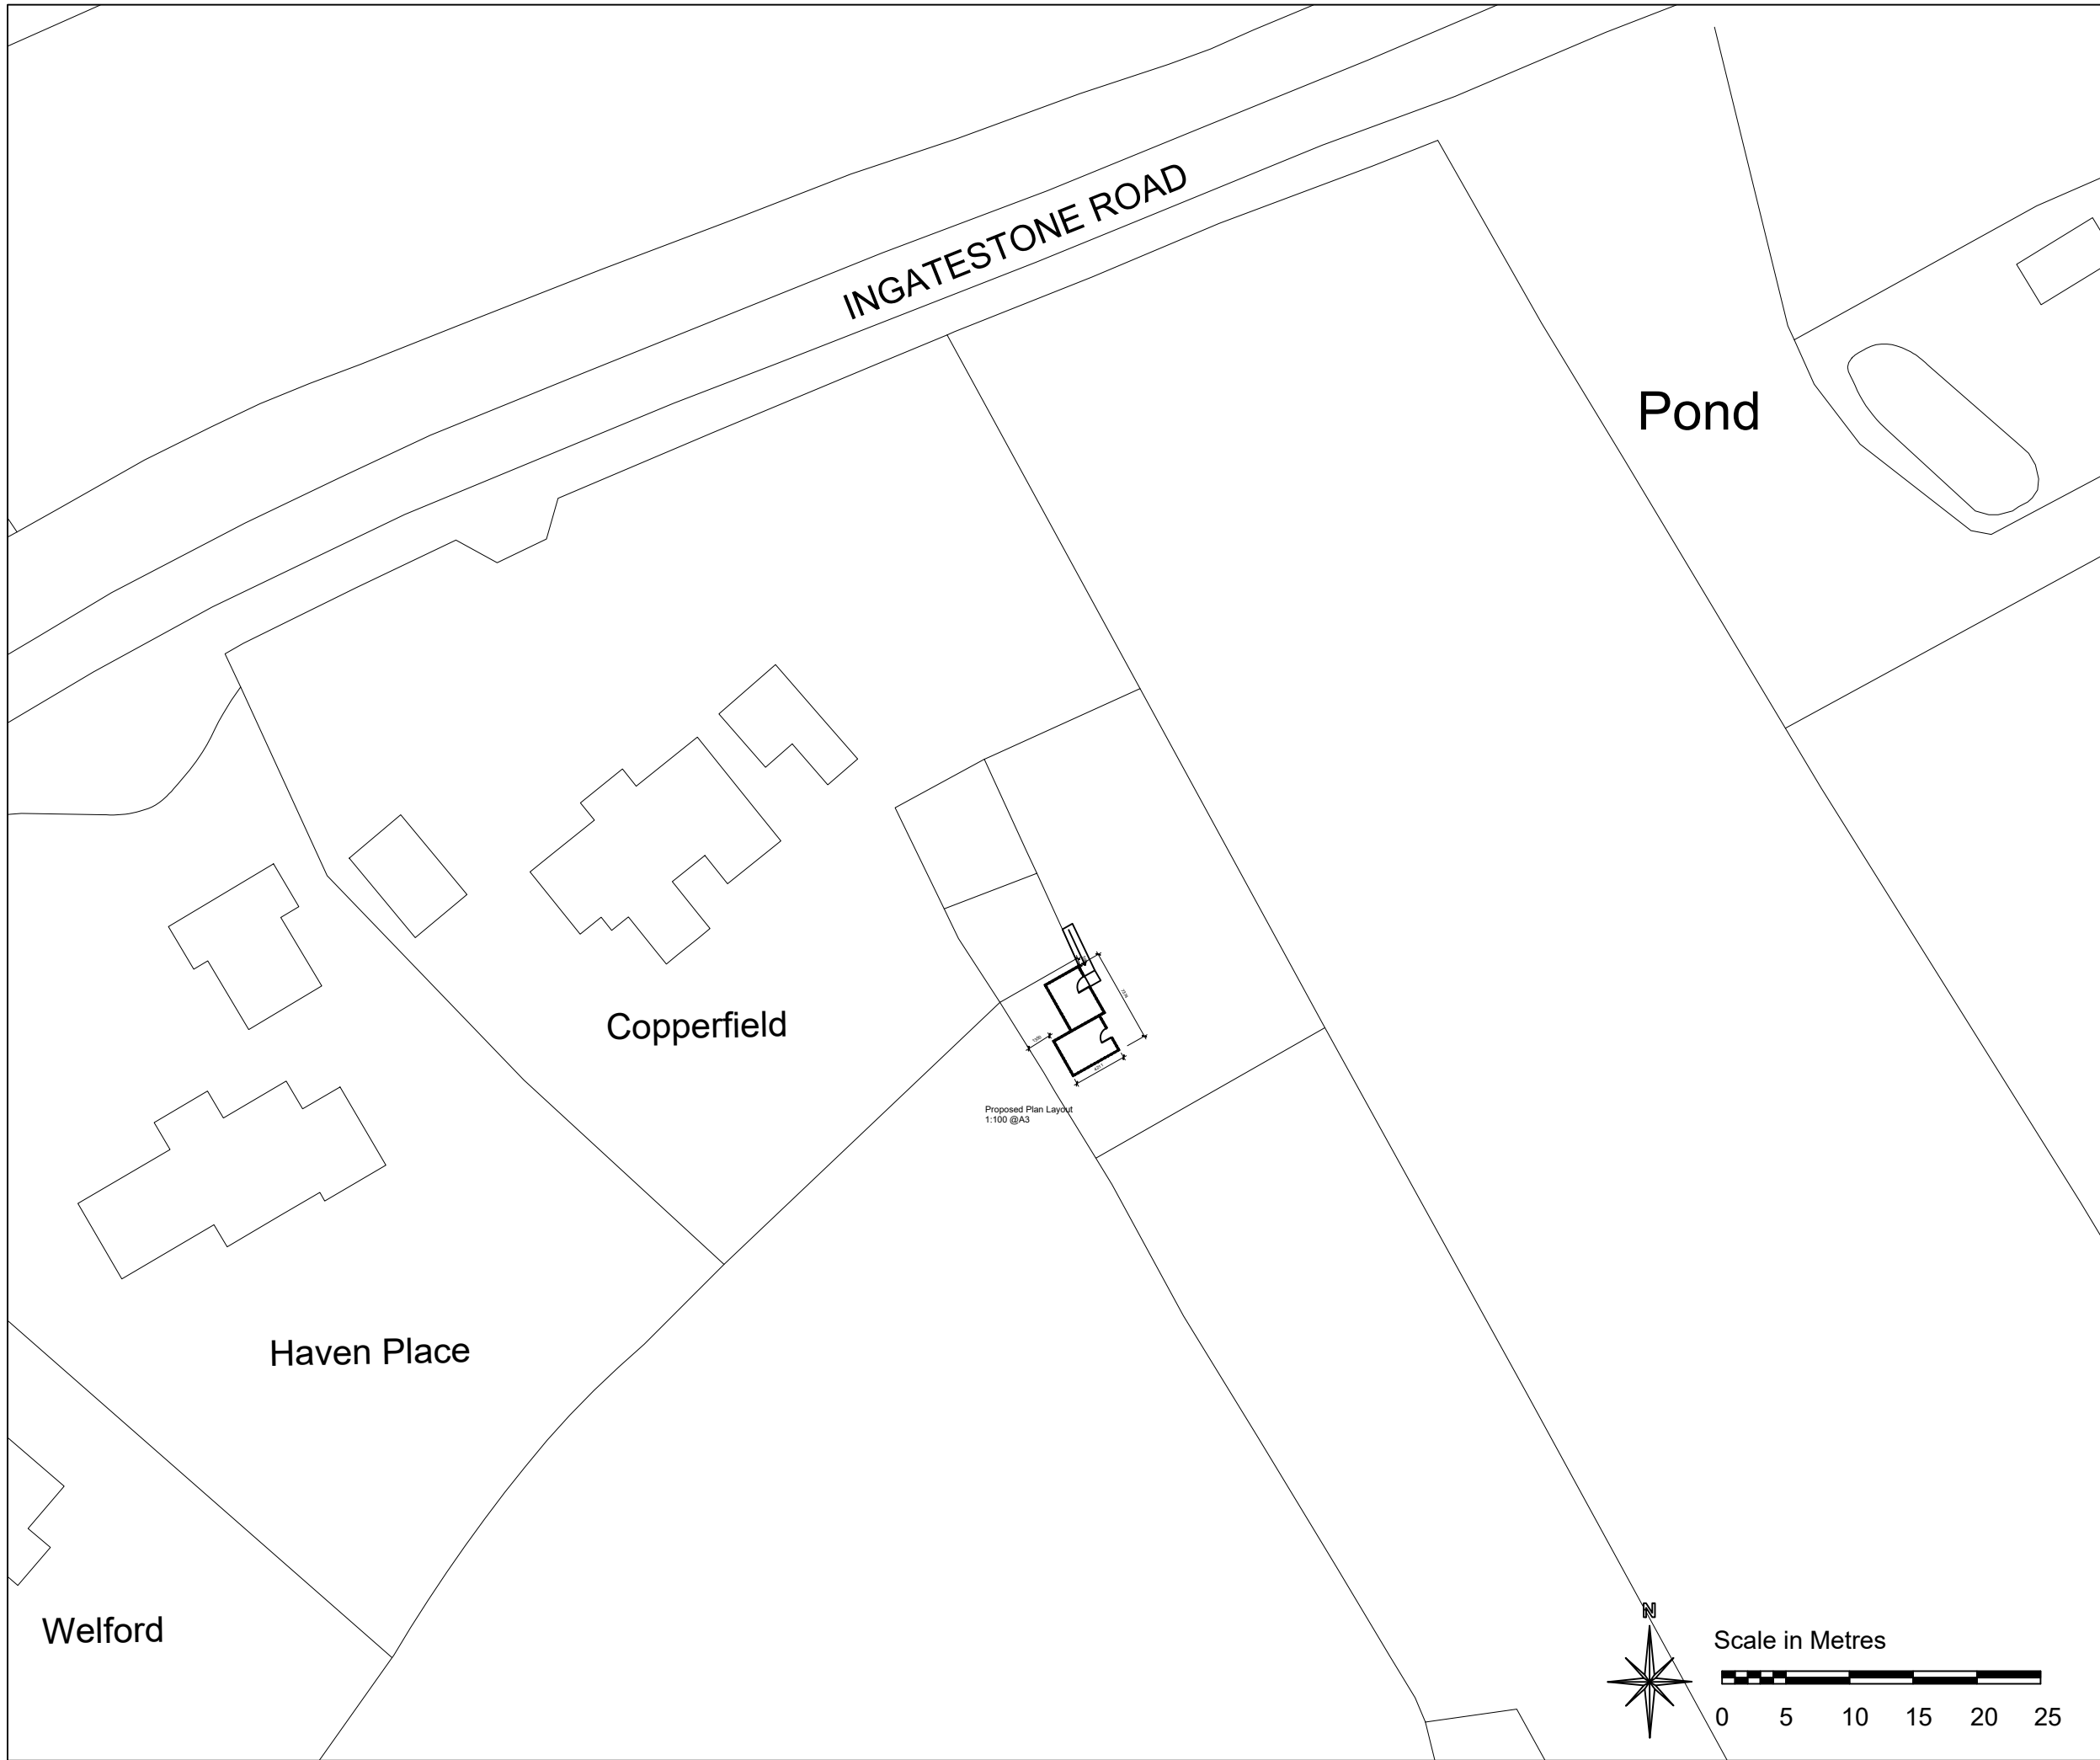 INGATESTONE ROAD
Pond
Copperfield
Proposed Plan Layout
1:100 @A3
Haven Place
Welford
N
Scale in Metres
0 5 10 15 20 25